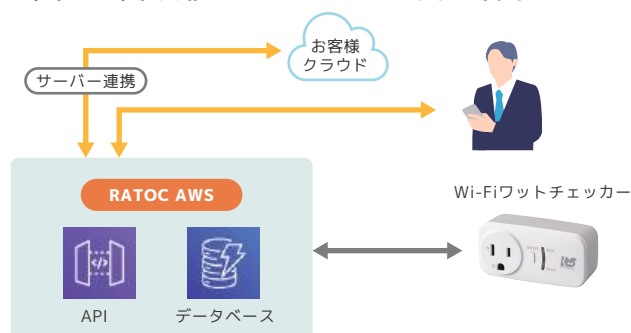 お客様
クラウド
サーバー連携
RATOC AWS
Wi-Fiワットチェッカー
</>
API
データベース